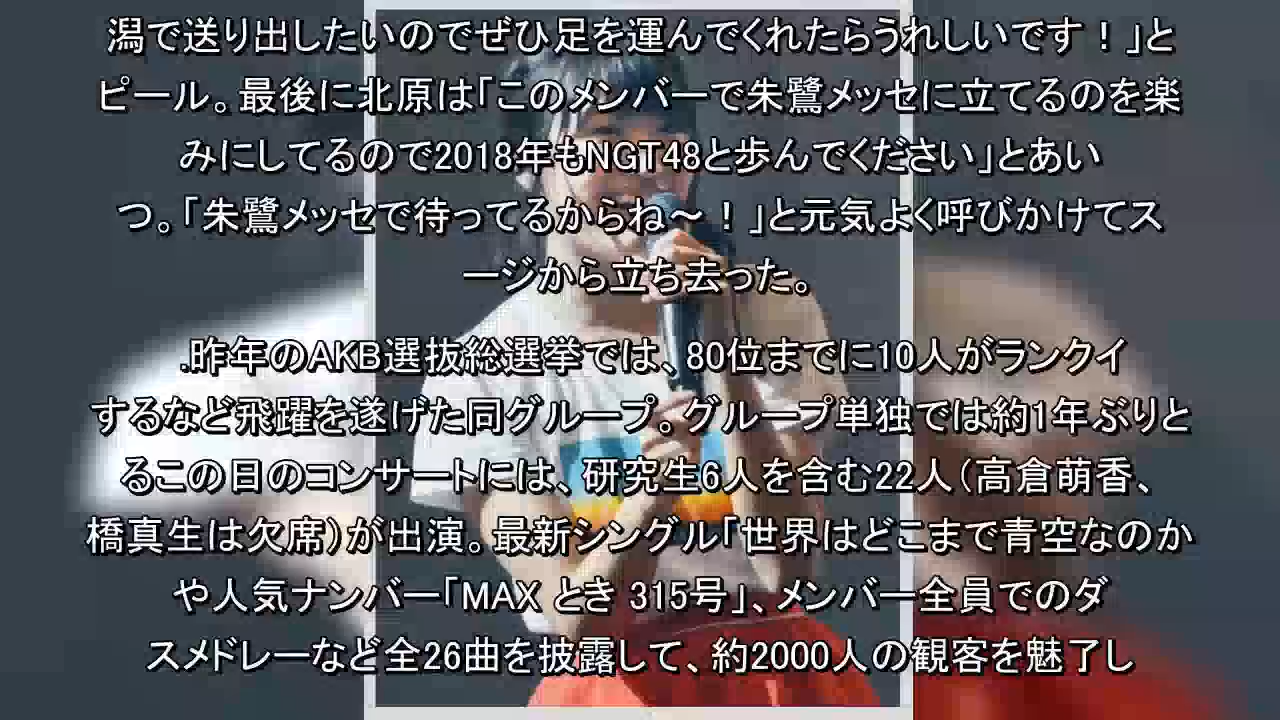 潟で送り出したいのでぜひ足を運んでくれたらうれしいです！」と
ピール。最後に北原は「このメンバーで朱鷺メッセに立てるのを楽
みにしてるので2018年もNGT48と歩んでください」とあい
つ。「朱鷺メッセで待ってるからね～！」と元気よく呼びかけてス
ージから立ち去った。
.昨年のAKB選抜総選挙では、80位までに10人がランクイ
するなど飛躍を遂げた同グループ。グループ単独では約1年ぶりと
るこの日のコンサートには、研究生6人を含む22人（高倉萌香、
橋真生は欠席）が出演。最新シングル「世界はどこまで青空なのか
や人気ナンバー「MAX とき 315号」、メンバー全員でのダ
スメドレーなど全26曲を披露して、約2000人の観客を魅了し